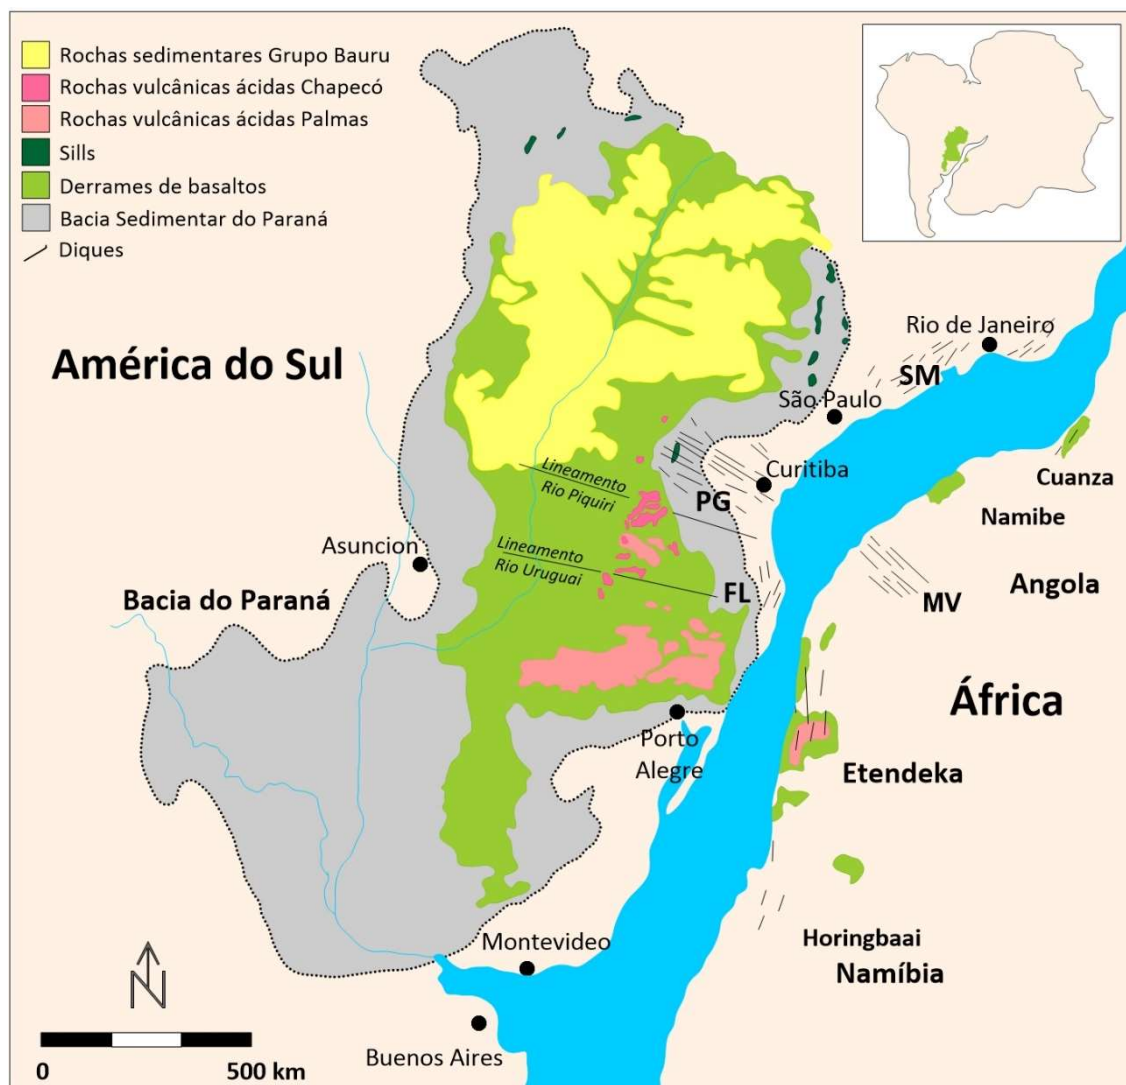 Rochas sedimentares Grupo Bauru
Rochas vulcânicas ácidas Chapecó
Rochas vulcânicas ácidas Palmas
Sills
Derrames de basaltos
Bacia Sedimentar do Paraná
Diques
América do Sul
Rio de Janeiro
SM
São Paulo
Curitiba
Cuanza
Lineamento
Rio Piquiri
PG
Namibe
Asuncion
Lineamento
Rio Uruguai
Angola
Bacia do Paraná
FL
MV
África
Porto
Alegre
Etendeka
Horingbaai
Montevideo
Namíbia
N
Buenos Aires
0
500 km